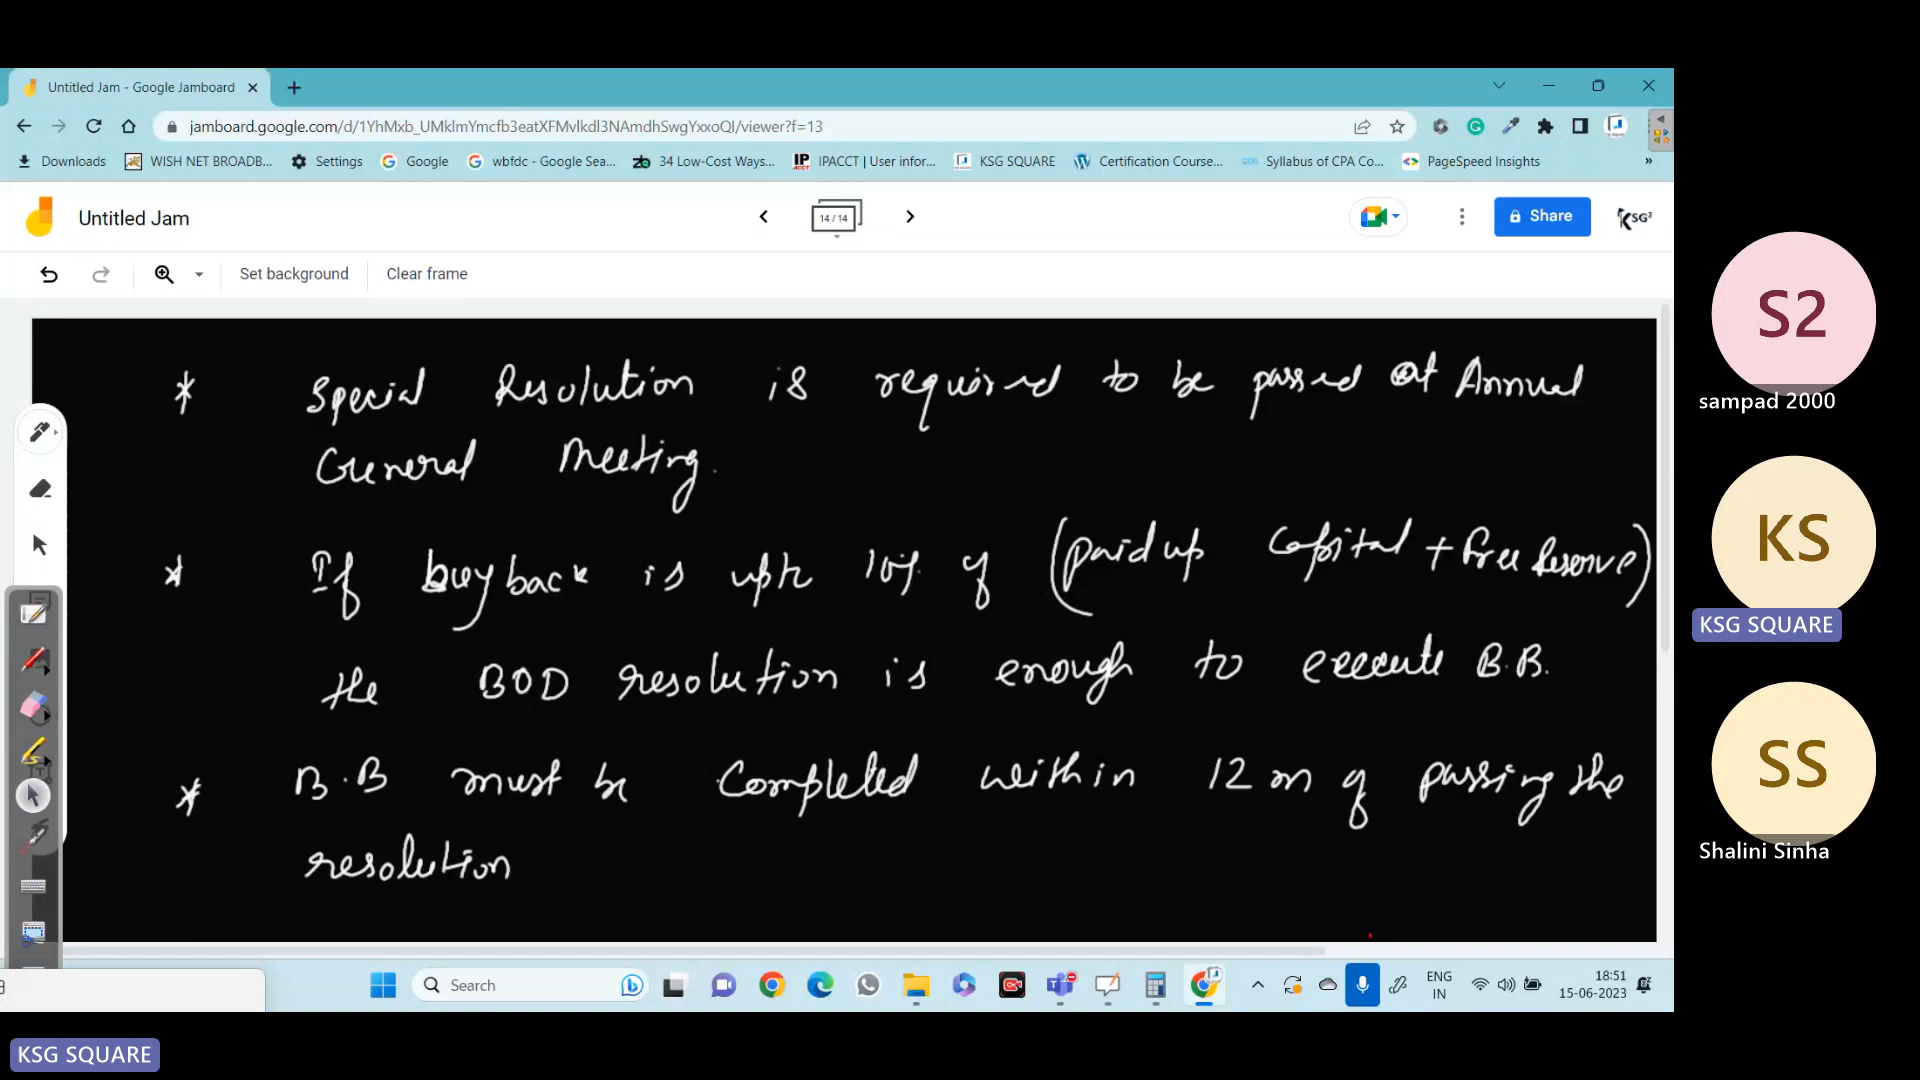 Untitled Jam - Google Jamboard
jamboard.google.com/d/1YhMxb_UMklmYmcfb3eatXFMvlkdl3NAmdhSwgYxxoQI/viewer?f=13
Downloads WISH NET BROADB... Settings Google wbfdc - Google Sea... 34 Low-Cost Ways... IPACCT | User infor... KSG SQUARE Certification Course... Syllabus of CPA Co... PageSpeed Insights »
Untitled Jam 14 / 14 Share KSG²
Set background Clear frame
* Special Resolution is required to be passed at Annual
General Meeting.
* If buyback is upto 10% of (paid up Capital + Free Reserve)
the BOD resolution is enough to execute B.B.
* B.B must be Completed within 12 m of passing the
resolution
Search ENG
IN
18:51
15-06-2023
S2
sampad 2000
KS
KSG SQUARE
SS
Shalini Sinha
KSG SQUARE